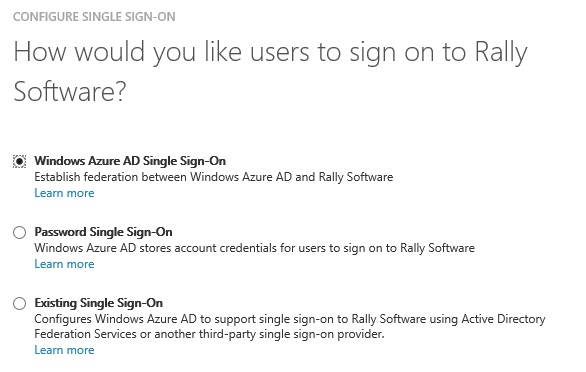 CONFIGURE SINGLE SIGN-ON
How would you like users to sign on to Rally
Software?
Windows Azure AD Single Sign-On
Establish federation between Windows Azure AD and Rally Software
Learn more
Password Single Sign-On
Windows Azure AD stores account credentials for users to sign on to Rally Software
Learn more
Existing Single Sign-On
Configures Windows Azure AD to support single sign-on to Rally Software using Active Directory
Federation Services or another third-party single sign-on provider.
Learn more